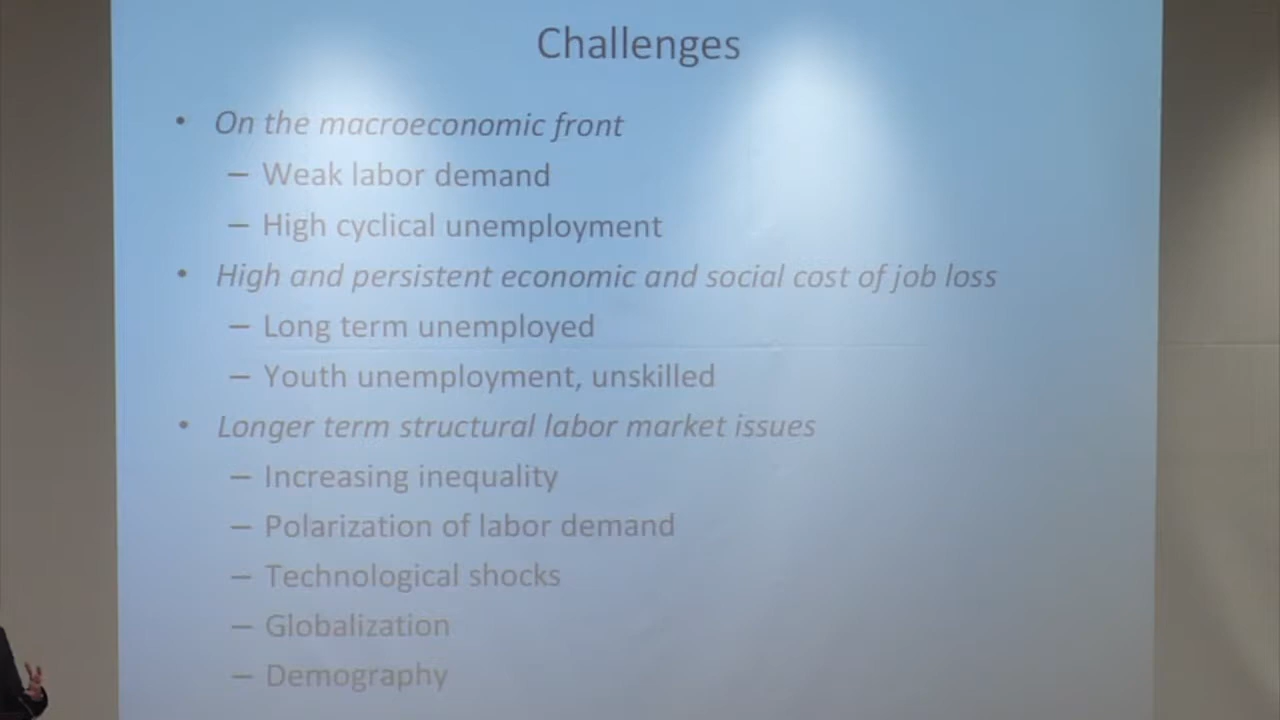 Challenges
• On the macroeconomic front
– Weak labor demand
– High cyclical unemployment
• High and persistent economic and social cost of job loss
– Long term unemployed
– Youth unemployment, unskilled
• Longer term structural labor market issues
– Increasing inequality
– Polarization of labor demand
– Technological shocks
– Globalization
– Demography